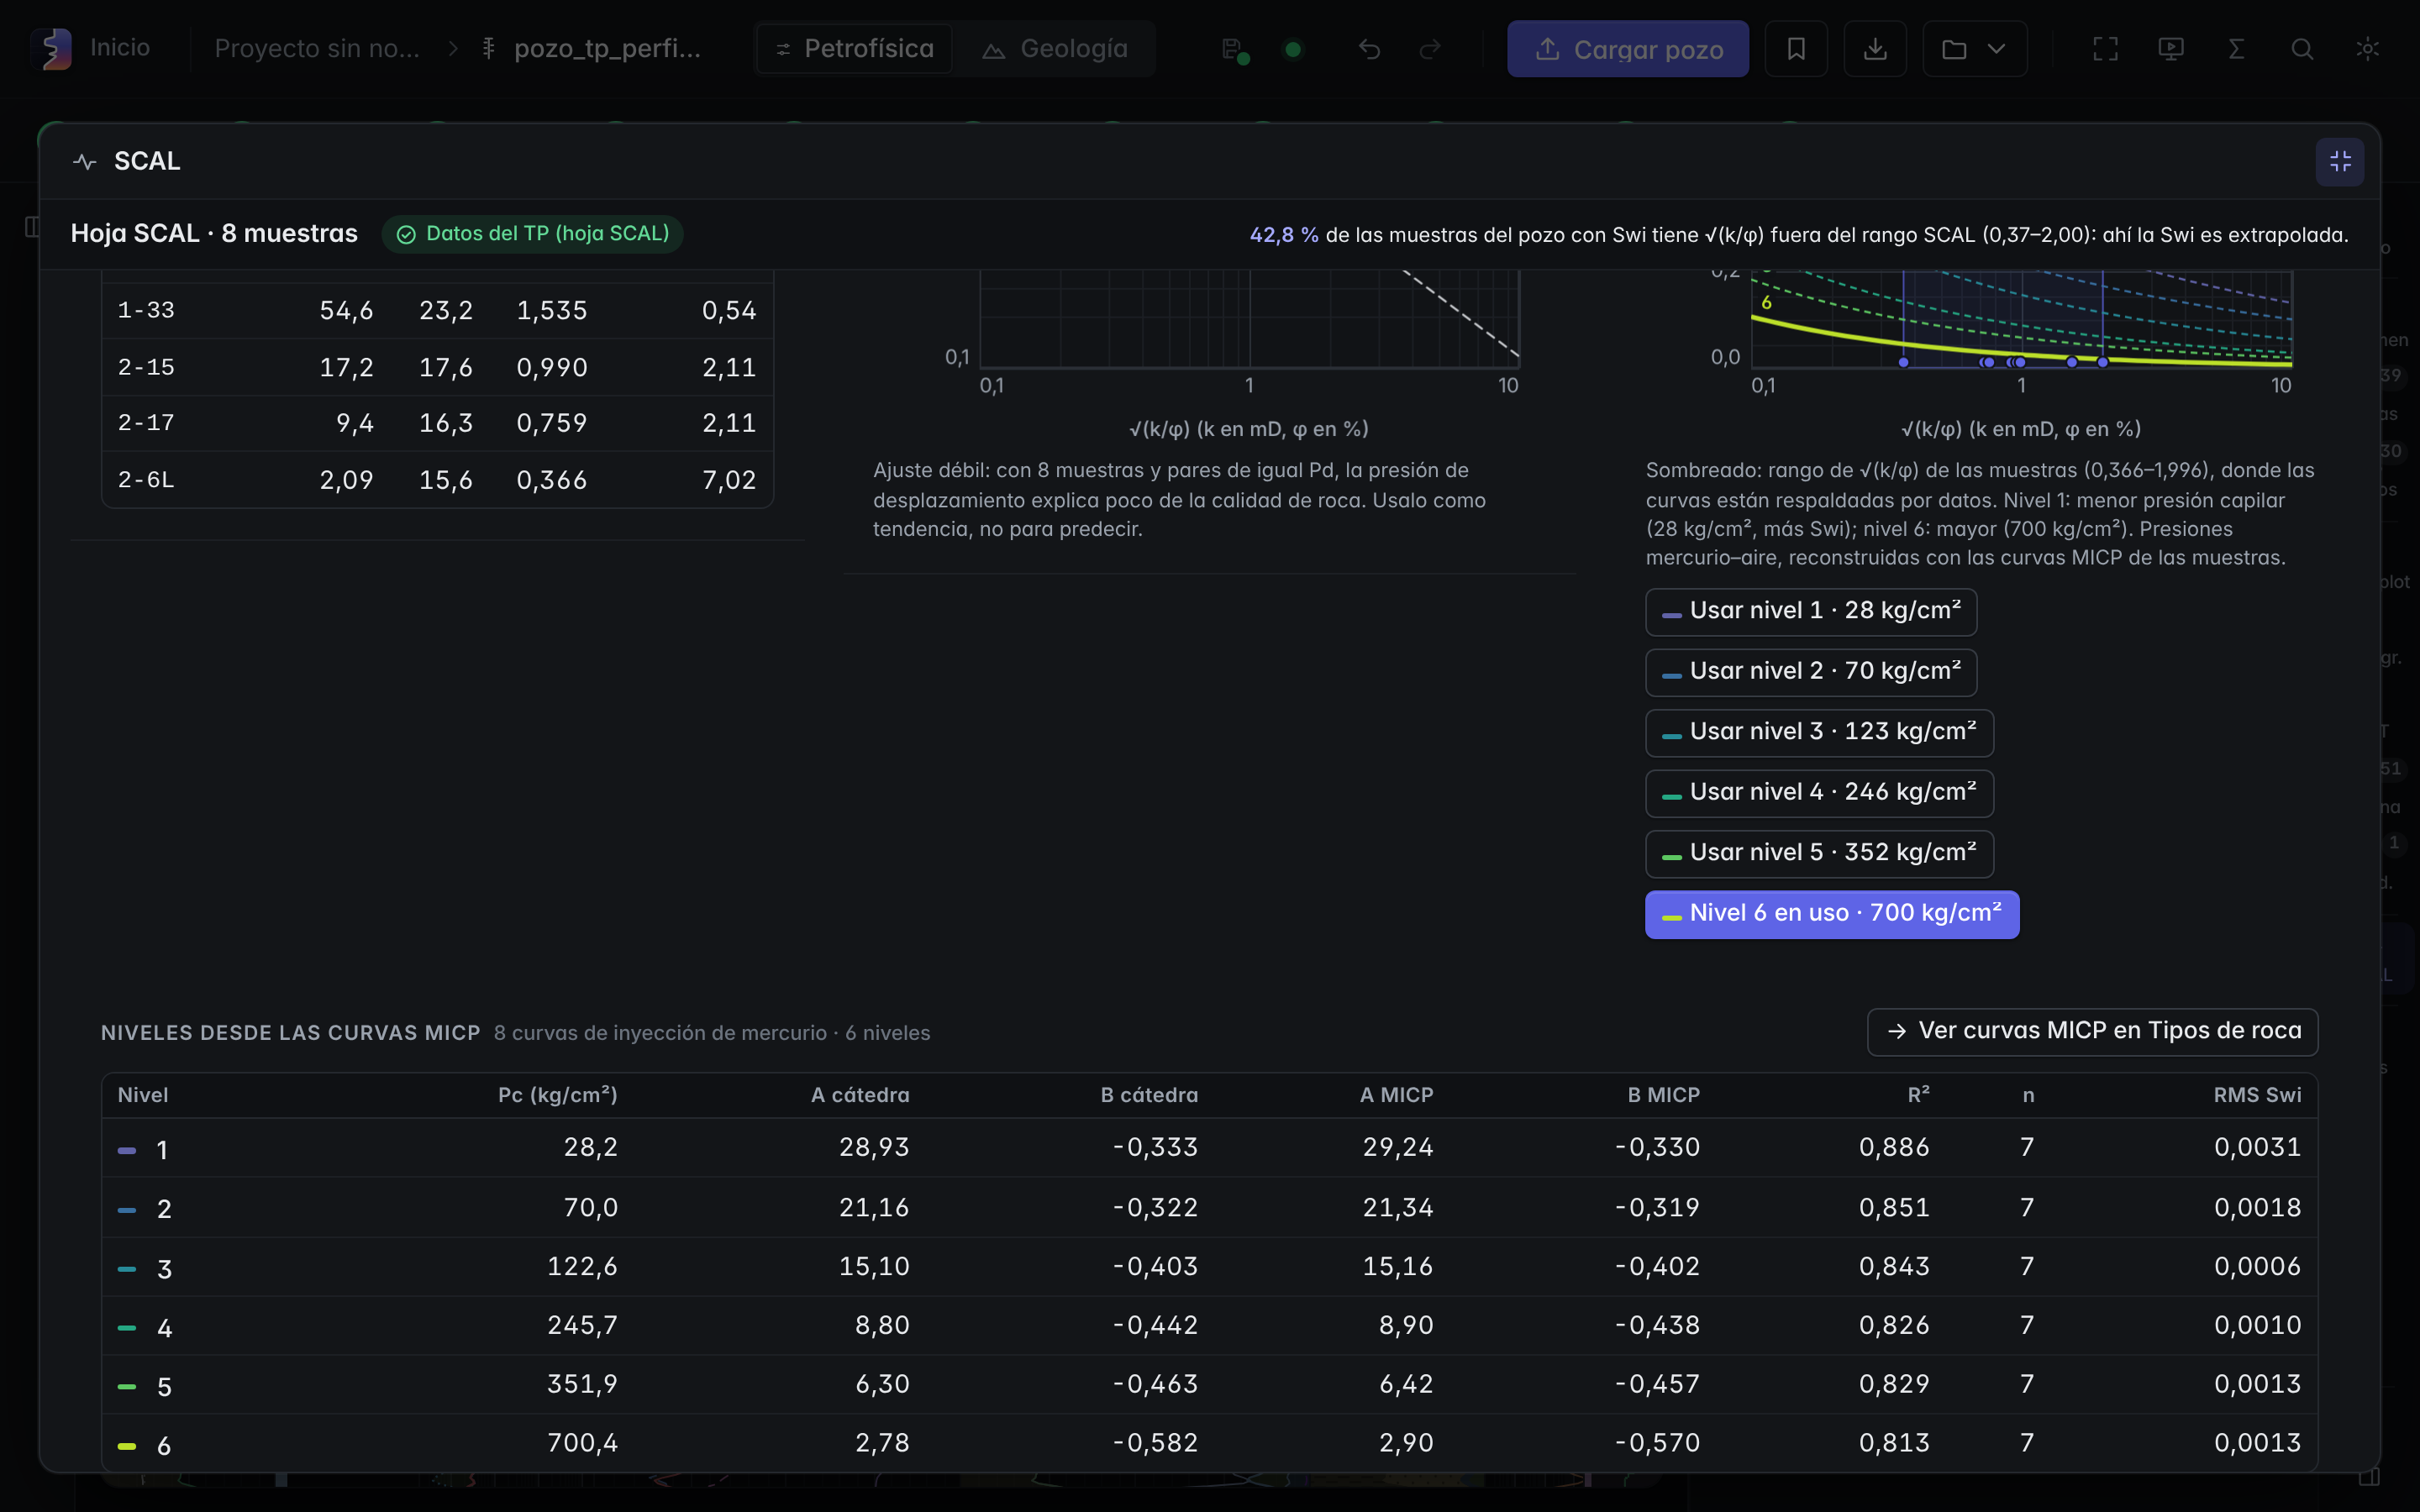 Inicio
Proyecto sin no...
pozo_tp_perfi...
Petrofísica
Geología
Cargar pozo
SCAL
Hoja SCAL · 8 muestras
Datos del TP (hoja SCAL)
42,8 % de las muestras del pozo con Swi tiene √(k/φ) fuera del rango SCAL (0,37–2,00): ahí la Swi es extrapolada.
1-33 54,6 23,2 1,535 0,54
2-15 17,2 17,6 0,990 2,11
2-17 9,4 16,3 0,759 2,11
2-6L 2,09 15,6 0,366 7,02
0,1
0,1 1 10
√(k/φ) (k en mD, φ en %)
Ajuste débil: con 8 muestras y pares de igual Pd, la presión de
desplazamiento explica poco de la calidad de roca. Usalo como
tendencia, no para predecir.
0,2
6
0,0
0,1 1 10
√(k/φ) (k en mD, φ en %)
Sombreado: rango de √(k/φ) de las muestras (0,366–1,996), donde las
curvas están respaldadas por datos. Nivel 1: menor presión capilar
(28 kg/cm², más Swi); nivel 6: mayor (700 kg/cm²). Presiones
mercurio–aire, reconstruidas con las curvas MICP de las muestras.
Usar nivel 1 · 28 kg/cm²
Usar nivel 2 · 70 kg/cm²
Usar nivel 3 · 123 kg/cm²
Usar nivel 4 · 246 kg/cm²
Usar nivel 5 · 352 kg/cm²
Nivel 6 en uso · 700 kg/cm²
NIVELES DESDE LAS CURVAS MICP 8 curvas de inyección de mercurio · 6 niveles
Ver curvas MICP en Tipos de roca
Nivel Pc (kg/cm²) A cátedra B cátedra A MICP B MICP R² n RMS Swi
1 28,2 28,93 -0,333 29,24 -0,330 0,886 7 0,0031
2 70,0 21,16 -0,322 21,34 -0,319 0,851 7 0,0018
3 122,6 15,10 -0,403 15,16 -0,402 0,843 7 0,0006
4 245,7 8,80 -0,442 8,90 -0,438 0,826 7 0,0010
5 351,9 6,30 -0,463 6,42 -0,457 0,829 7 0,0013
6 700,4 2,78 -0,582 2,90 -0,570 0,813 7 0,0013